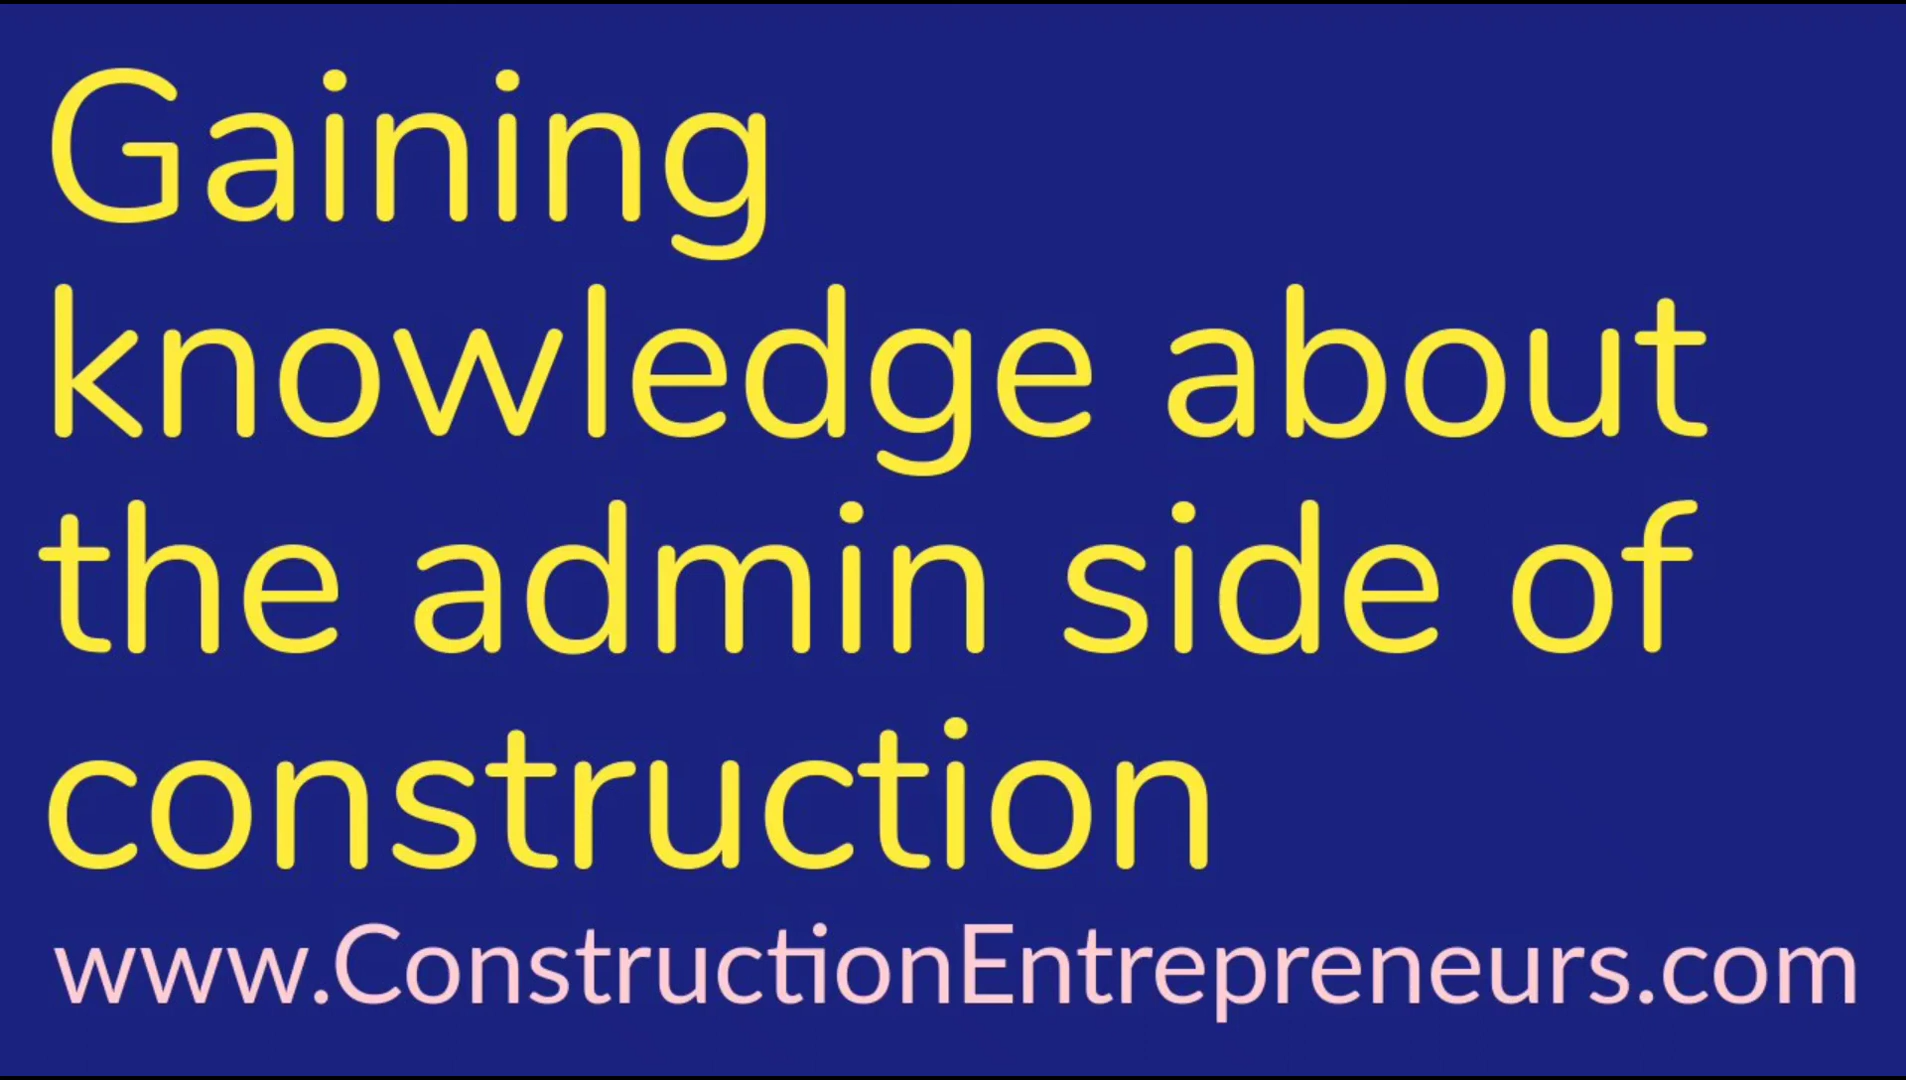 Gaining
knowledge about
the admin side of
construction
www.ConstructionEntrepreneurs.com